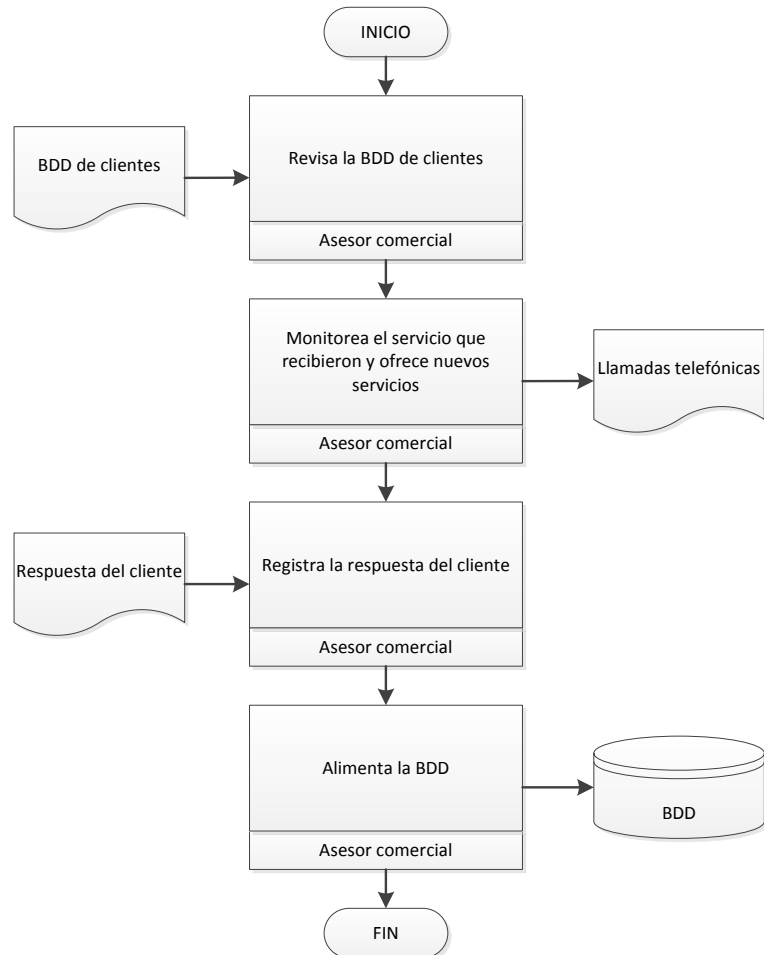 INICIO
BDD de clientes
Revisa la BDD de clientes
Asesor comercial
Monitorea el servicio que
recibieron y ofrece nuevos
servicios
Llamadas telefónicas
Asesor comercial
Respuesta del cliente
Registra la respuesta del cliente
Asesor comercial
Alimenta la BDD
BDD
Asesor comercial
FIN